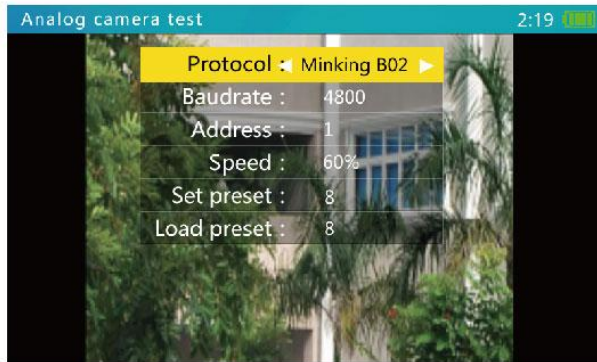 Analog camera test 2:19
Protocol : Minking B02
Baudrate : 4800
Address : 1
Speed : 60%
Set preset : 8
Load preset : 8